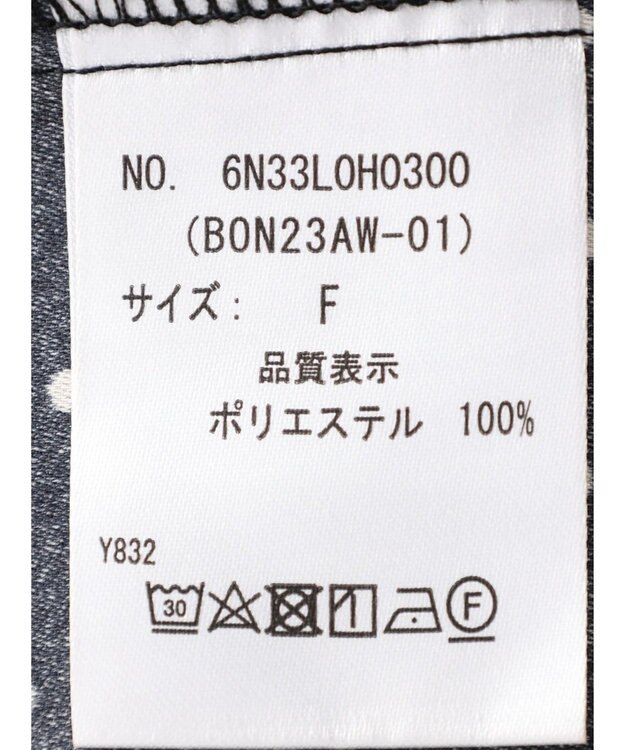 NO. 6N33L0H0300
(BON23AW-01)
サイズ: F
品質表示
ポリエステル 100%
Y832
30 F